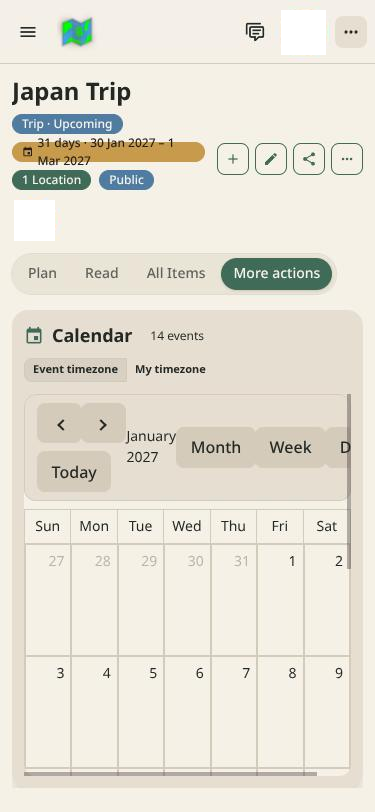 Japan Trip
Trip · Upcoming
31 days · 30 Jan 2027 – 1
Mar 2027
1 Location
Public
Plan
Read
All Items
More actions
Calendar
14 events
Event timezone
My timezone
January
2027
Month
Week
D
Today
Sun Mon Tue Wed Thu Fri Sat
27 28 29 30 31 1 2
3 4 5 6 7 8 9